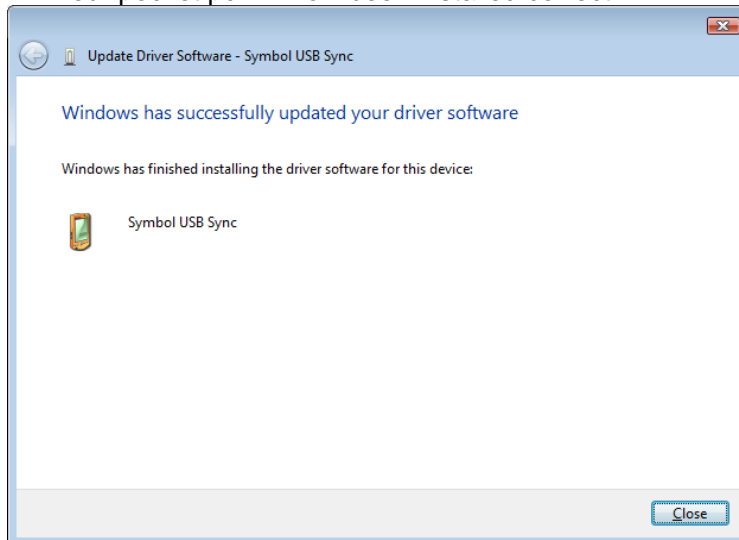 Update Driver Software - Symbol USB Sync
Windows has successfully updated your driver software
Windows has finished installing the driver software for this device:
Symbol USB Sync
Close